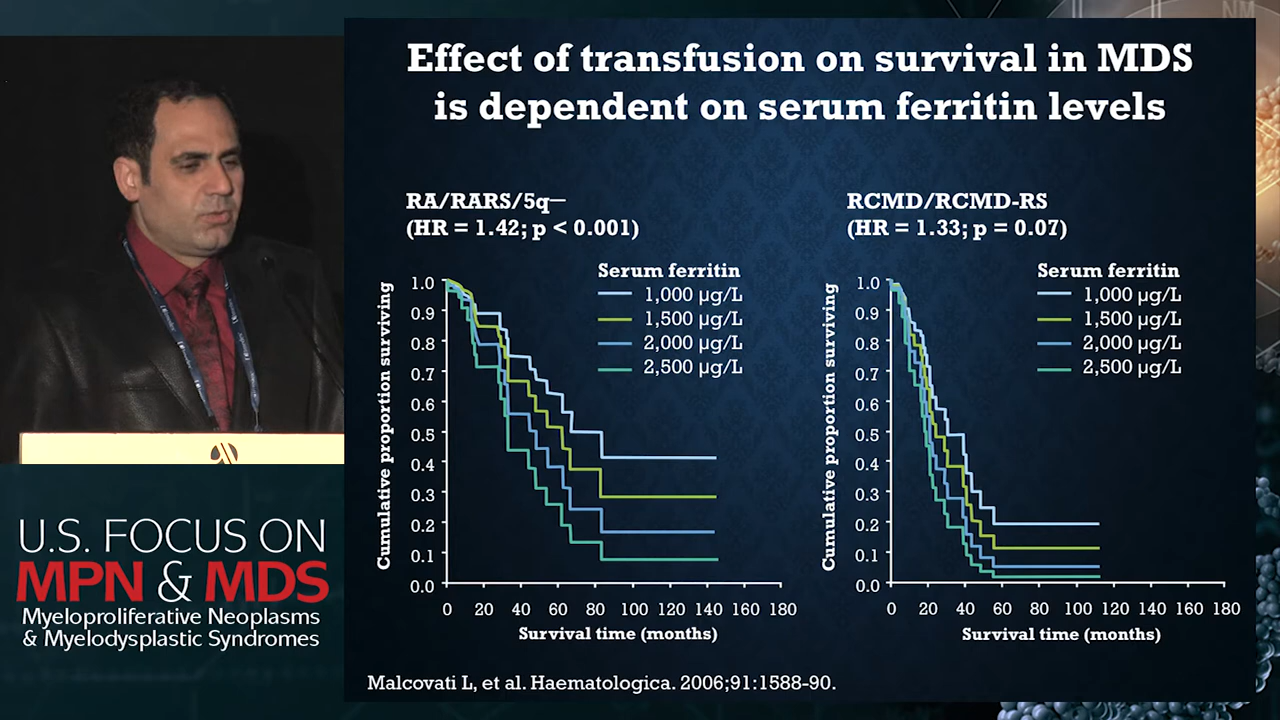 NM
Effect of transfusion on survival in MDS
is dependent on serum ferritin levels
RA/RARS/5q—
(HR = 1.42; p < 0.001)
Serum ferritin
1,000 µg/L
1,500 µg/L
2,000 µg/L
2,500 µg/L
Cumulative proportion surviving
1.0
0.9
0.8
0.7
0.6
0.5
0.4
0.3
0.2
0.1
0.0
0 20 40 60 80 100 120 140 160 180
Survival time (months)
RCMD/RCMD-RS
(HR = 1.33; p = 0.07)
Serum ferritin
1,000 µg/L
1,500 µg/L
2,000 µg/L
2,500 µg/L
Cumulative proportion surviving
1.0
0.9
0.8
0.7
0.6
0.5
0.4
0.3
0.2
0.1
0.0
0 20 40 60 80 100 120 140 160 180
Survival time (months)
Malcovati L, et al. Haematologica. 2006;91:1588-90.
U.S. FOCUS ON
MPN & MDS
Myeloproliferative Neoplasms
& Myelodysplastic Syndromes